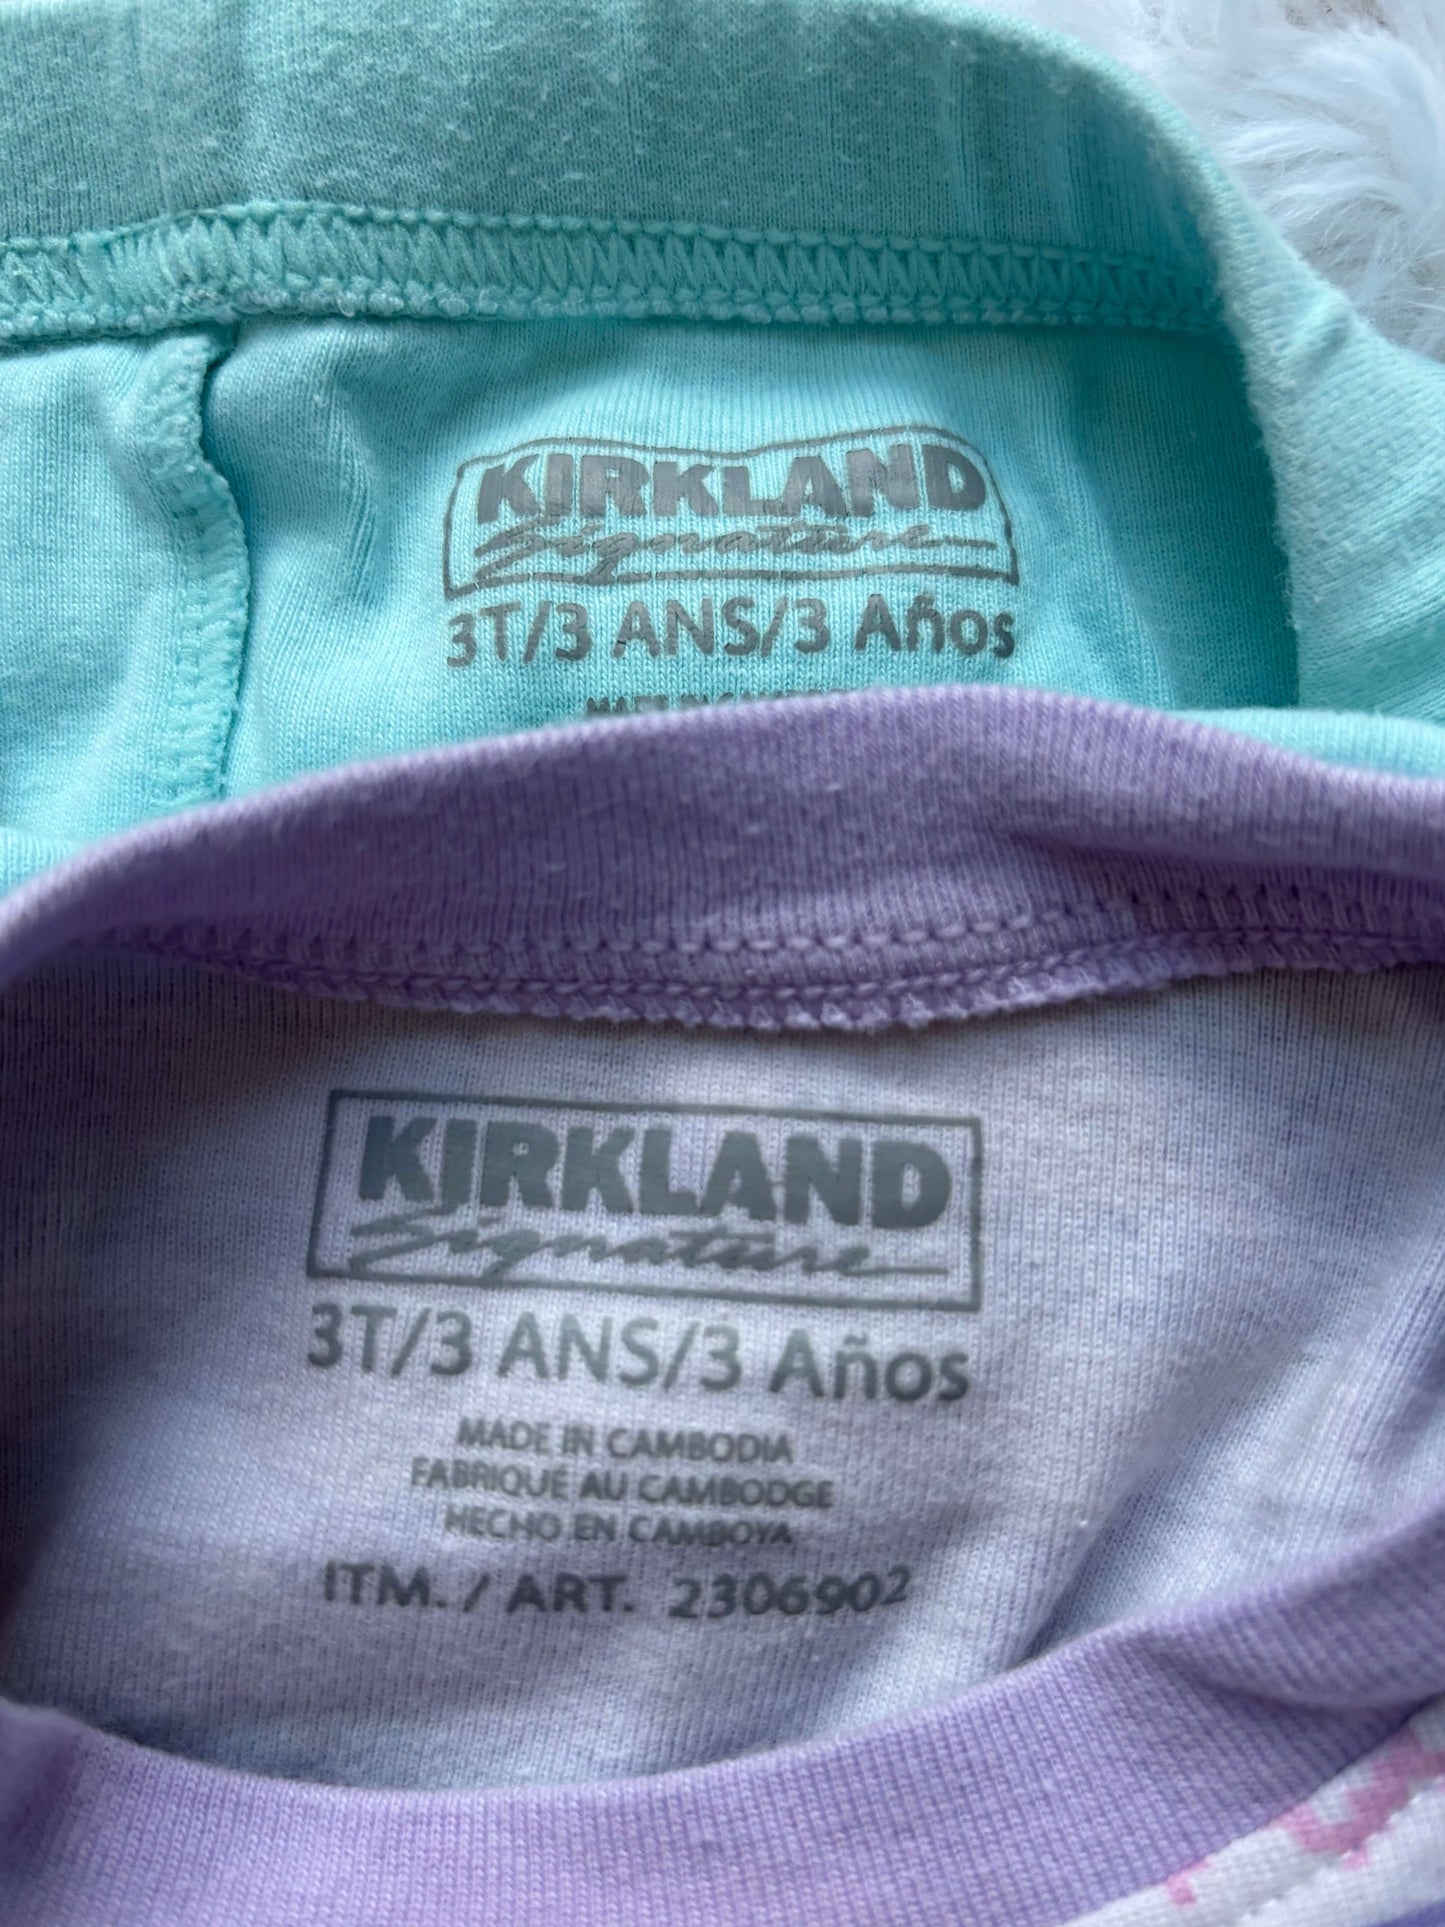 KIRKLAND
Signature
3T/3 ANS/3 Años
KIRKLAND
Signature
3T/3 ANS/3 Años
MADE IN CAMBODIA
FABRIQUÉ AU CAMBODGE
HECHO EN CAMBOYA
ITM. / ART. 2306902